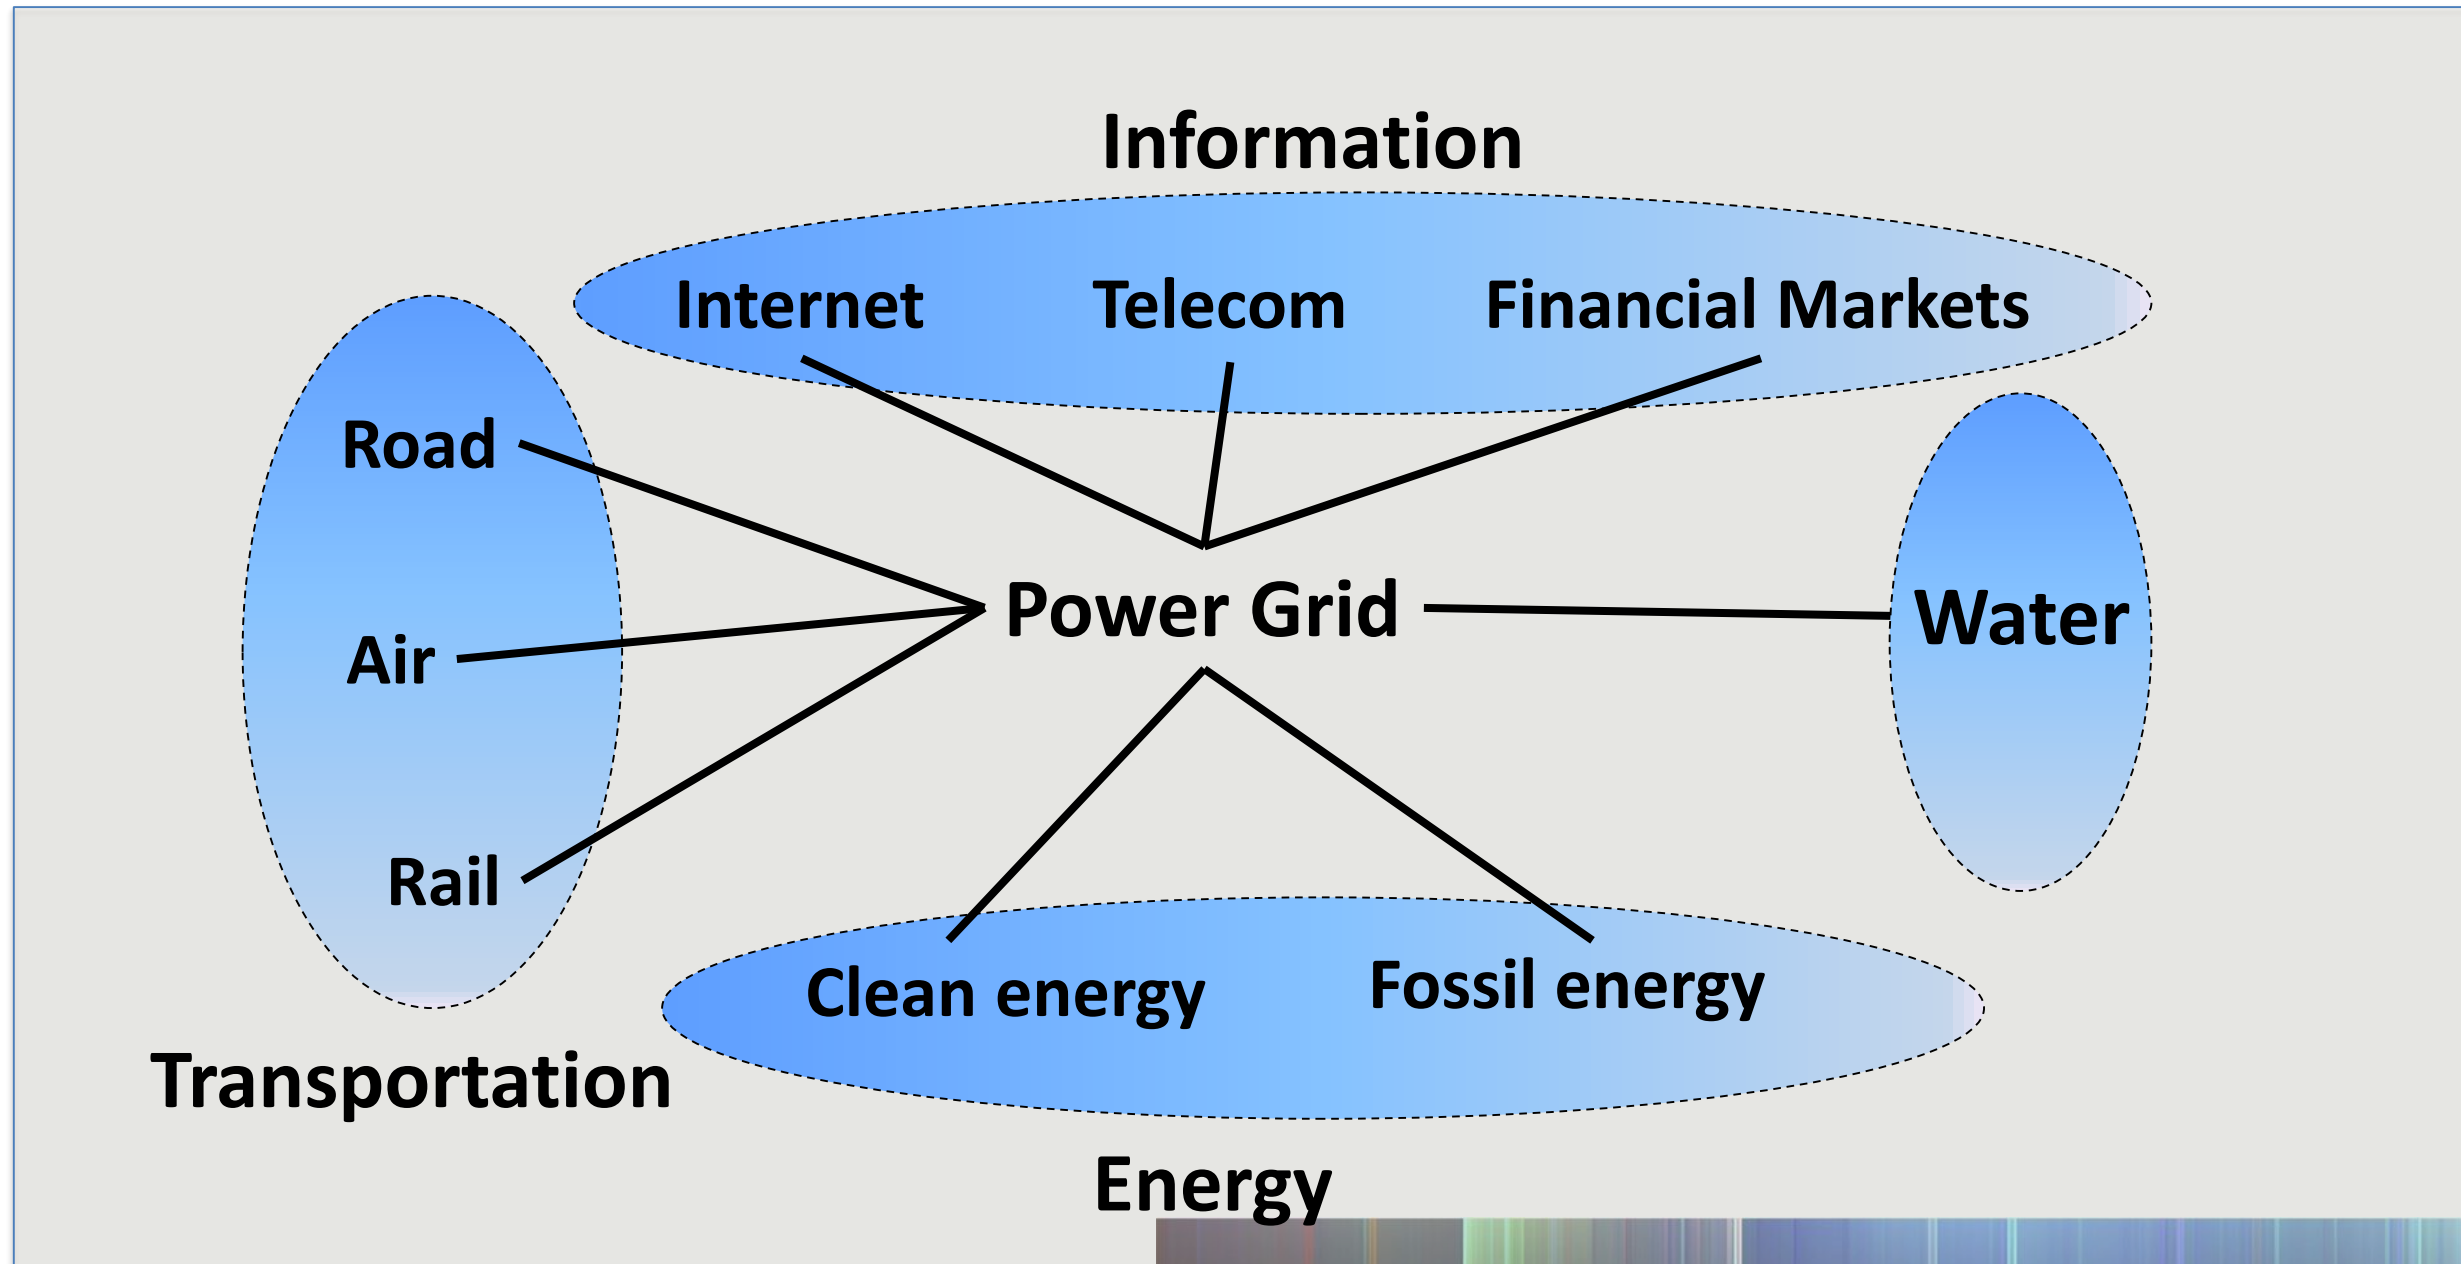 Information
Internet Telecom Financial Markets
Road
Power Grid
Water
Air
Rail
Clean energy
Fossil energy
Transportation
Energy